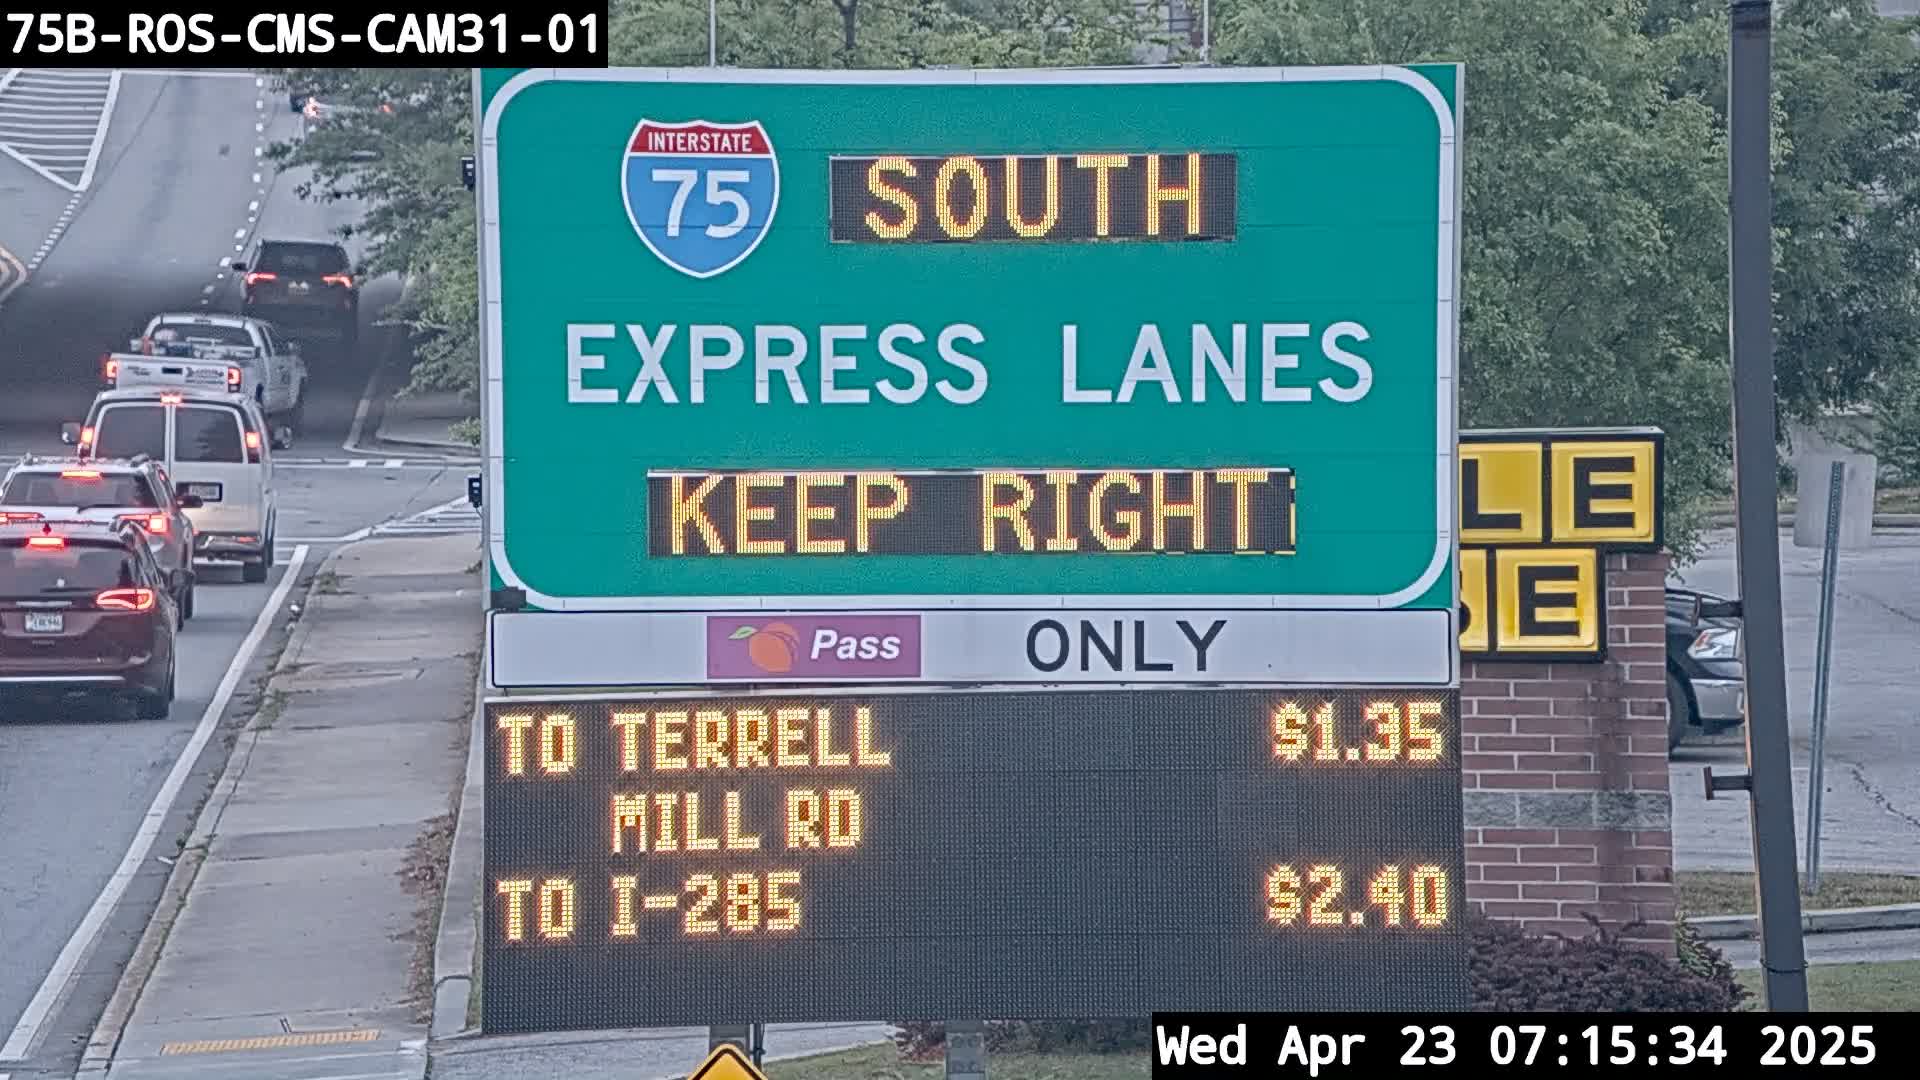 75B-ROS-CMS-CAM31-01
INTERSTATE
75
SOUTH
EXPRESS LANES
KEEP RIGHT
Pass ONLY
TO TERRELL $1.35
MILL RD
TO I-285 $2.40
LE
E
Wed Apr 23 07:15:34 2025